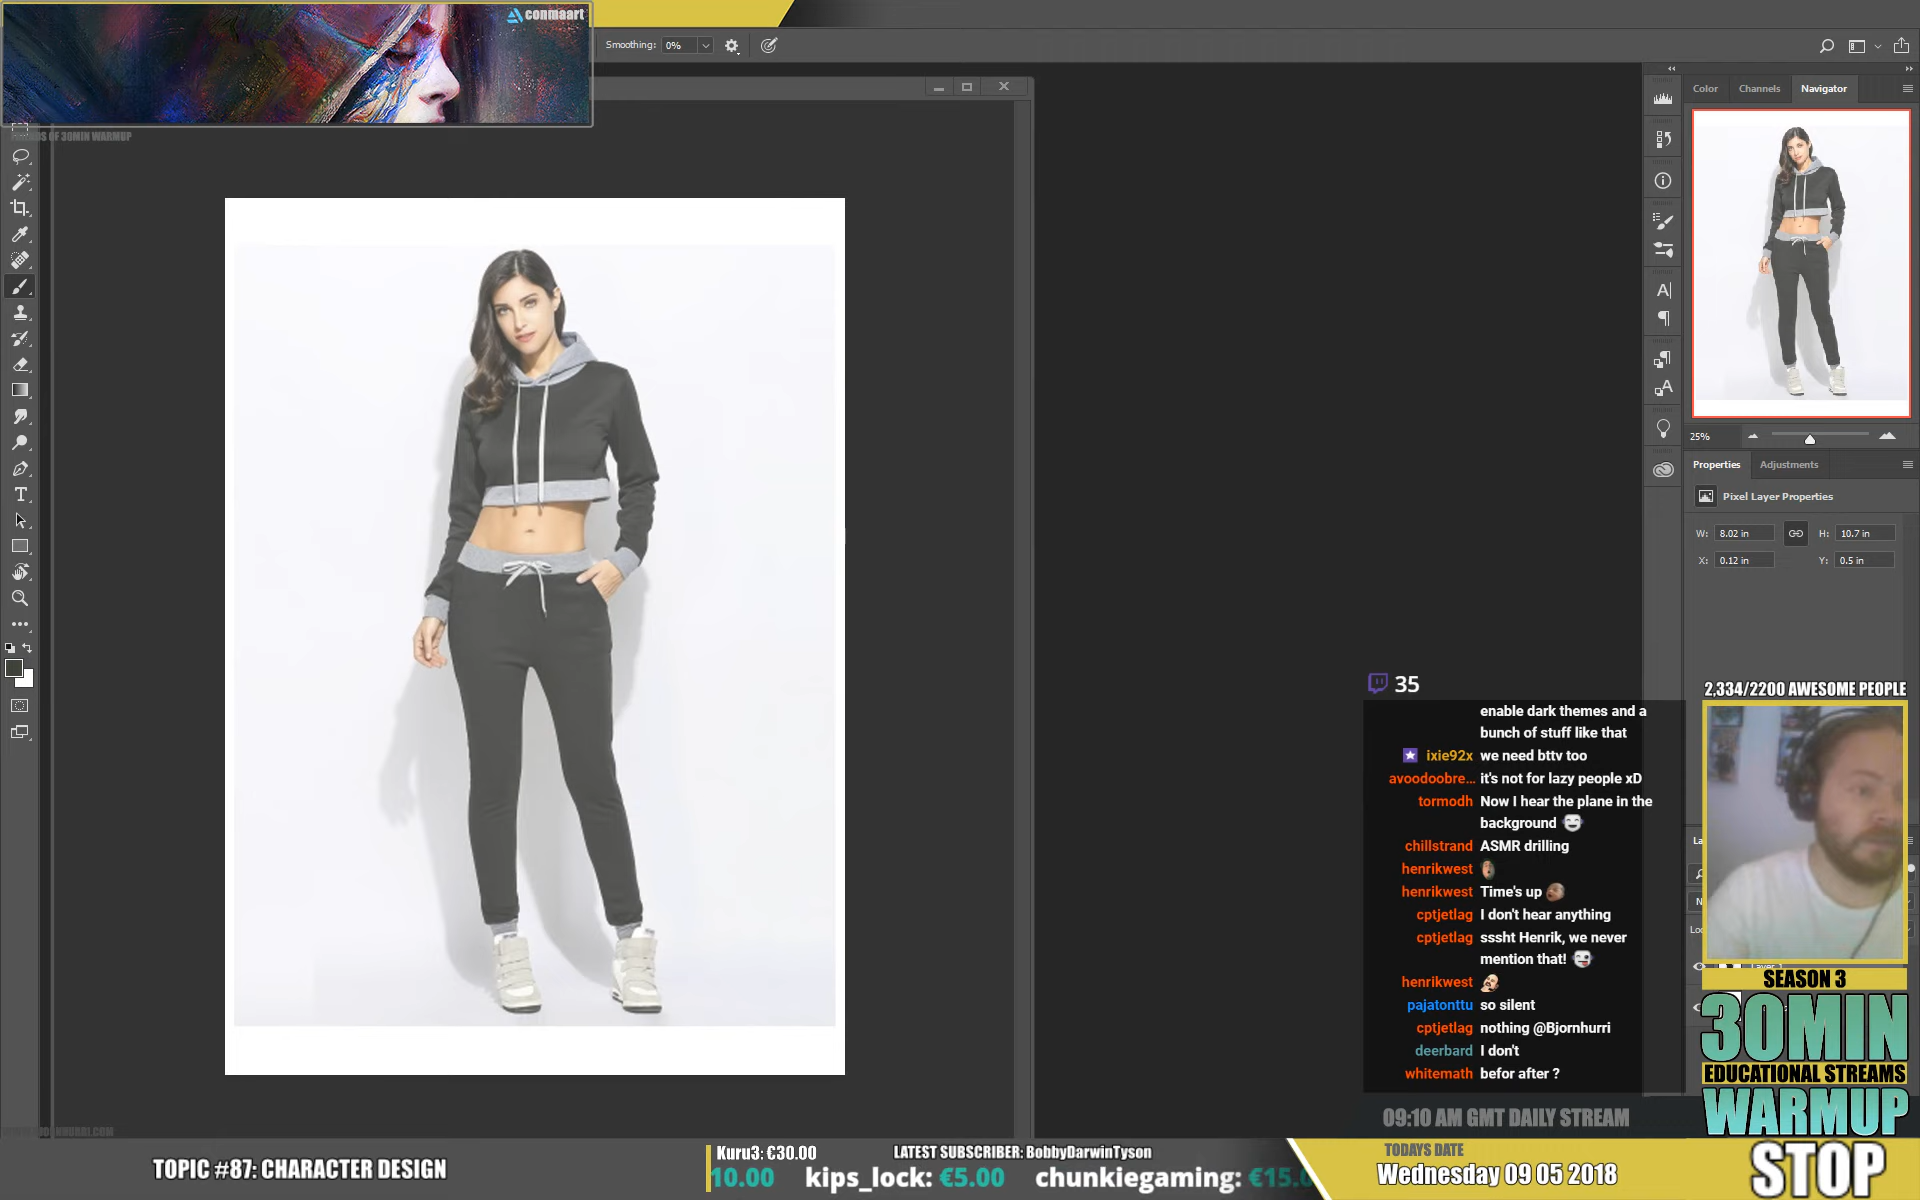 conmaart
Smoothing: 0%
OF 30MIN WARMUP
Color Channels Navigator
25%
Properties Adjustments
Pixel Layer Properties
W: 8.02 in H: 10.7 in
X: 0.12 in Y: 0.5 in
2,334/2200 AWESOME PEOPLE
35
enable dark themes and a
bunch of stuff like that
ixie92x we need bttv too
avoodoobre... it's not for lazy people xD
tormodh Now I hear the plane in the
background
chillstrand ASMR drilling
henrikwest
henrikwest Time's up
cptjetlag I don't hear anything
cptjetlag sssht Henrik, we never
mention that!
henrikwest
pajatonttu so silent
cptjetlag nothing @Bjornhurri
deerbard I don't
whitemath befor after ?
09:10 AM GMT DAILY STREAM
SEASON 3
30MIN
EDUCATIONAL STREAMS
WARMUP
STOP
TOPIC #87: CHARACTER DESIGN
Kuru3: €30.00
LATEST SUBSCRIBER: BobbyDarwinTyson
10.00 kips_lock: €5.00 chunkiegaming: €15.0
TODAYS DATE
Wednesday 09 05 2018